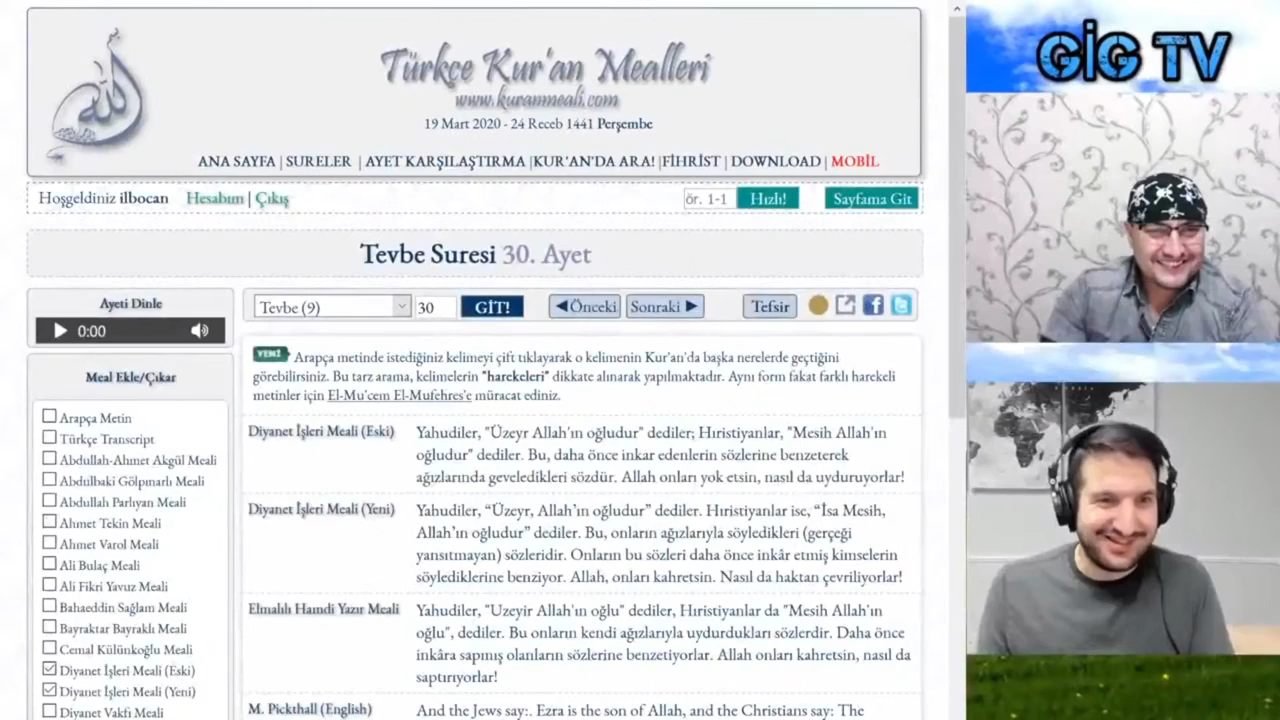 GİG TV
Türkçe Kur'an Mealleri
www.kuranmeali.com
19 Mart 2020 - 24 Receb 1441 Perşembe
ANA SAYFA | SURELER | AYET KARŞILAŞTIRMA |KUR'AN'DA ARA! |FİHRİST | DOWNLOAD | MOBİL
Hoşgeldiniz ilbocan Hesabım | Çıkış ör. 1-1 Hızlı! Sayfama Git
Tevbe Suresi 30. Ayet
Ayeti Dinle
0:00
Meal Ekle/Çıkar
Arapça Metin
Türkçe Transcript
Abdullah-Ahmet Akgül Meali
Abdülbaki Gölpınarlı Meali
Abdullah Parlıyan Meali
Ahmet Tekin Meali
Ahmet Varol Meali
Ali Bulaç Meali
Ali Fikri Yavuz Meali
Bahaeddin Sağlam Meali
Bayraktar Bayraklı Meali
Cemal Külünkoğlu Meali
Diyanet İşleri Meali (Eski)
Diyanet İşleri Meali (Yeni)
Diyanet Vakfı Meali
Tevbe (9) 30 GİT! ◄Önceki Sonraki ► Tefsir
YENİ Arapça metinde istediğiniz kelimeyi çift tıklayarak o kelimenin Kur'an'da başka nerelerde geçtiğini
görebilirsiniz. Bu tarz arama, kelimelerin "harekeleri" dikkate alınarak yapılmaktadır. Aynı form fakat farklı harekeli
metinler için El-Mu'cem El-Mufehres'e müracat ediniz.
Diyanet İşleri Meali (Eski)
Yahudiler, "Üzeyr Allah'ın oğludur" dediler; Hıristiyanlar, "Mesih Allah'ın
oğludur" dediler. Bu, daha önce inkar edenlerin sözlerine benzeterek
ağızlarında geveledikleri sözdür. Allah onları yok etsin, nasıl da uyduruyorlar!
Diyanet İşleri Meali (Yeni)
Yahudiler, “Üzeyr, Allah’ın oğludur” dediler. Hıristiyanlar ise, “İsa Mesih,
Allah’ın oğludur” dediler. Bu, onların ağızlarıyla söyledikleri (gerçeği
yansıtmayan) sözleridir. Onların bu sözleri daha önce inkâr etmiş kimselerin
söylediklerine benziyor. Allah, onları kahretsin. Nasıl da haktan çevriliyorlar!
Elmalılı Hamdi Yazır Meali
Yahudiler, "Uzeyir Allah'ın oğlu" dediler, Hıristiyanlar da "Mesih Allah'ın
oğlu", dediler. Bu onların kendi ağızlarıyla uydurdukları sözlerdir. Daha önce
inkâra sapmış olanların sözlerine benzetiyorlar. Allah onları kahretsin, nasıl da
saptırıyorlar!
M. Pickthall (English)
And the Jews say:. Ezra is the son of Allah, and the Christians say: The